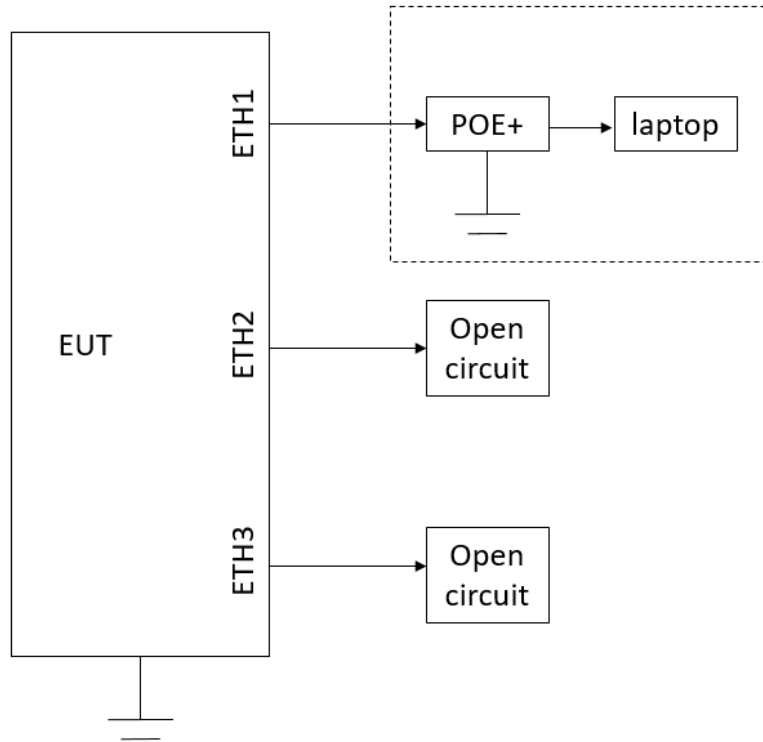 ETH1
POE+
laptop
EUT
ETH2
Open
circuit
ETH3
Open
circuit